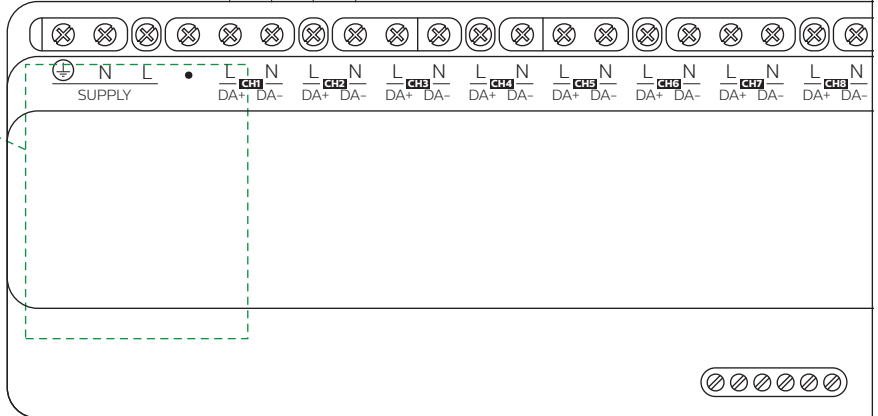 N L • L N L N L N L N L N L N L N L N
CH1 CH2 CH3 CH4 CH5 CH6 CH7 CH8
SUPPLY DA+ DA- DA+ DA- DA+ DA- DA+ DA- DA+ DA- DA+ DA- DA+ DA- DA+ DA-